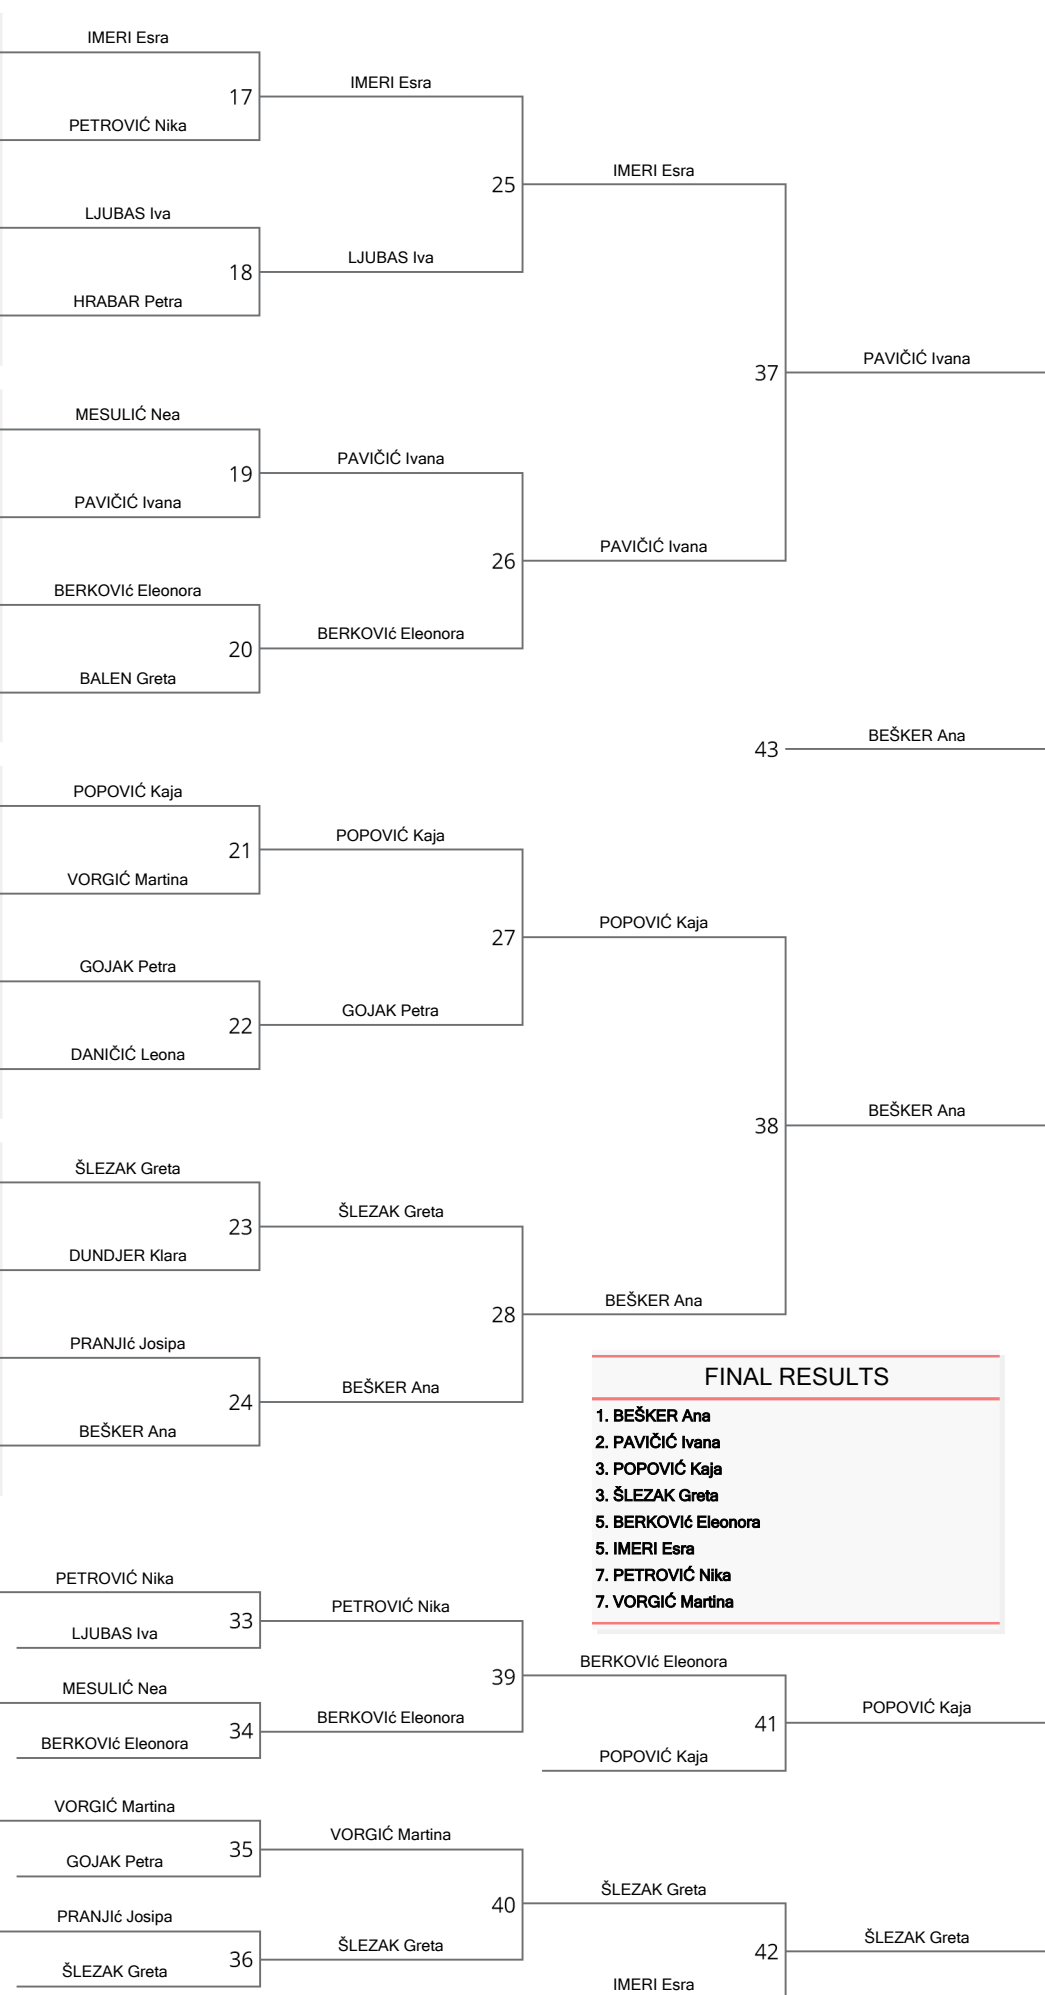 IMERI Esra
17
IMERI Esra
PETROVIĆ Nika
25
IMERI Esra
LJUBAS Iva
18
LJUBAS Iva
HRABAR Petra
37
PAVIČIĆ Ivana
MESULIĆ Nea
19
PAVIČIĆ Ivana
PAVIČIĆ Ivana
26
PAVIČIĆ Ivana
BERKOVIć Eleonora
20
BERKOVIć Eleonora
BALEN Greta
43
BEŠKER Ana
POPOVIĆ Kaja
21
POPOVIĆ Kaja
VORGIĆ Martina
27
POPOVIĆ Kaja
GOJAK Petra
22
GOJAK Petra
DANIČIĆ Leona
38
BEŠKER Ana
ŠLEZAK Greta
23
ŠLEZAK Greta
DUNDJER Klara
28
BEŠKER Ana
PRANJIć Josipa
24
BEŠKER Ana
BEŠKER Ana
FINAL RESULTS
1. BEŠKER Ana
2. PAVIČIĆ Ivana
3. POPOVIĆ Kaja
3. ŠLEZAK Greta
5. BERKOVIć Eleonora
5. IMERI Esra
7. PETROVIĆ Nika
7. VORGIĆ Martina
PETROVIĆ Nika
33
PETROVIĆ Nika
LJUBAS Iva
39
BERKOVIć Eleonora
MESULIĆ Nea
34
BERKOVIć Eleonora
BERKOVIć Eleonora
41
POPOVIĆ Kaja
POPOVIĆ Kaja
VORGIĆ Martina
35
VORGIĆ Martina
GOJAK Petra
40
ŠLEZAK Greta
PRANJIć Josipa
36
ŠLEZAK Greta
ŠLEZAK Greta
42
ŠLEZAK Greta
IMERI Esra